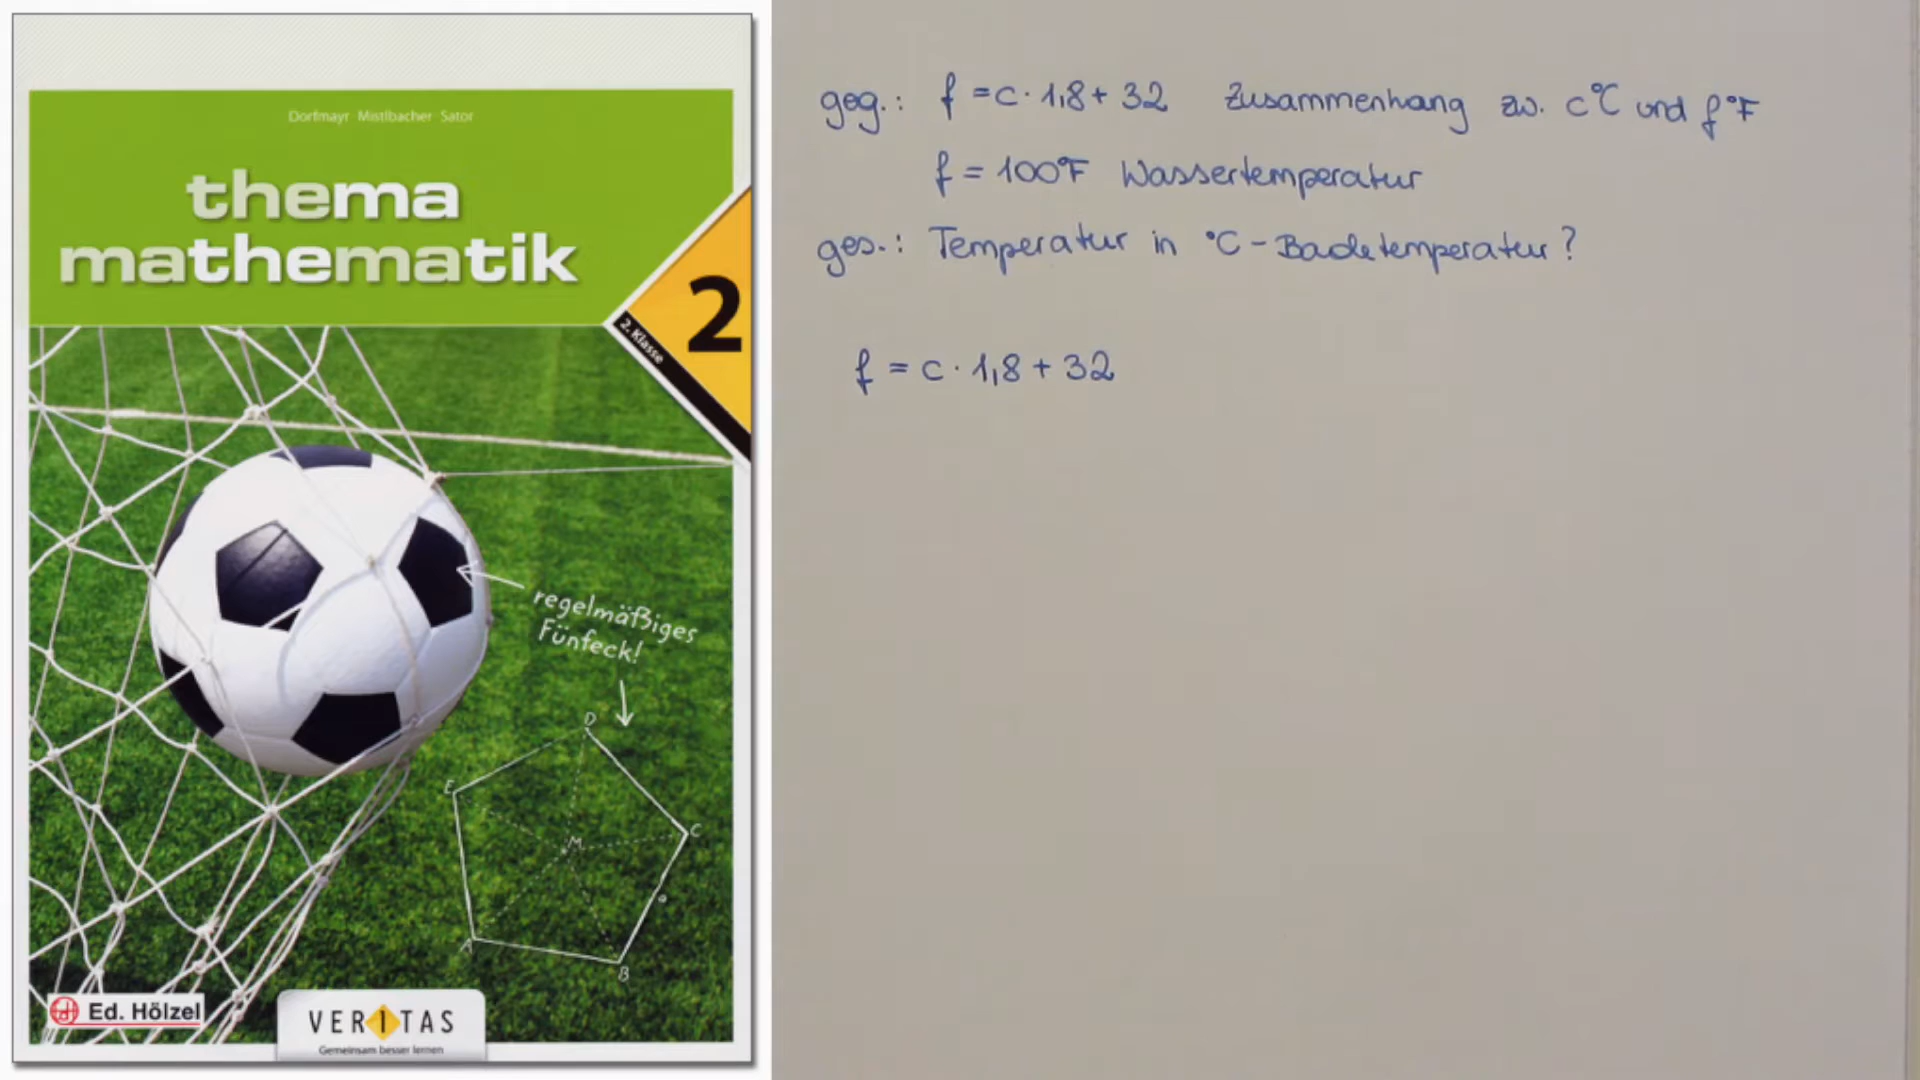 Dorfmayr Mistlbacher Sator
thema
mathematik
2
2. Klasse
regelmäßiges
Fünfeck!
D
E
C
M
a
A
B
Ed. Hölzel
VERITAS
Gemeinsam besser lernen
geg.: f = c · 1,8 + 32 Zusammenhang zw. c°C und f°F
f = 100°F Wassertemperatur
ges.: Temperatur in °C - Badetemperatur?
f = c · 1,8 + 32